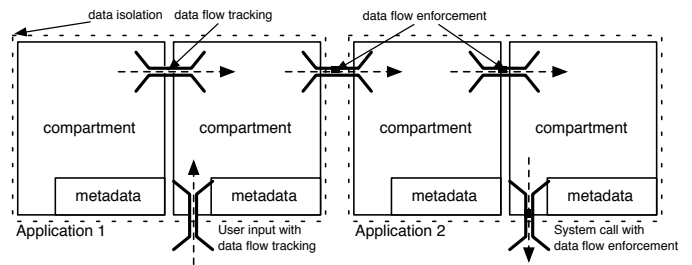 data isolation
data flow tracking
data flow enforcement
compartment
compartment
compartment
compartment
metadata
metadata
metadata
metadata
Application 1
User input with
data flow tracking
Application 2
System call with
data flow enforcement